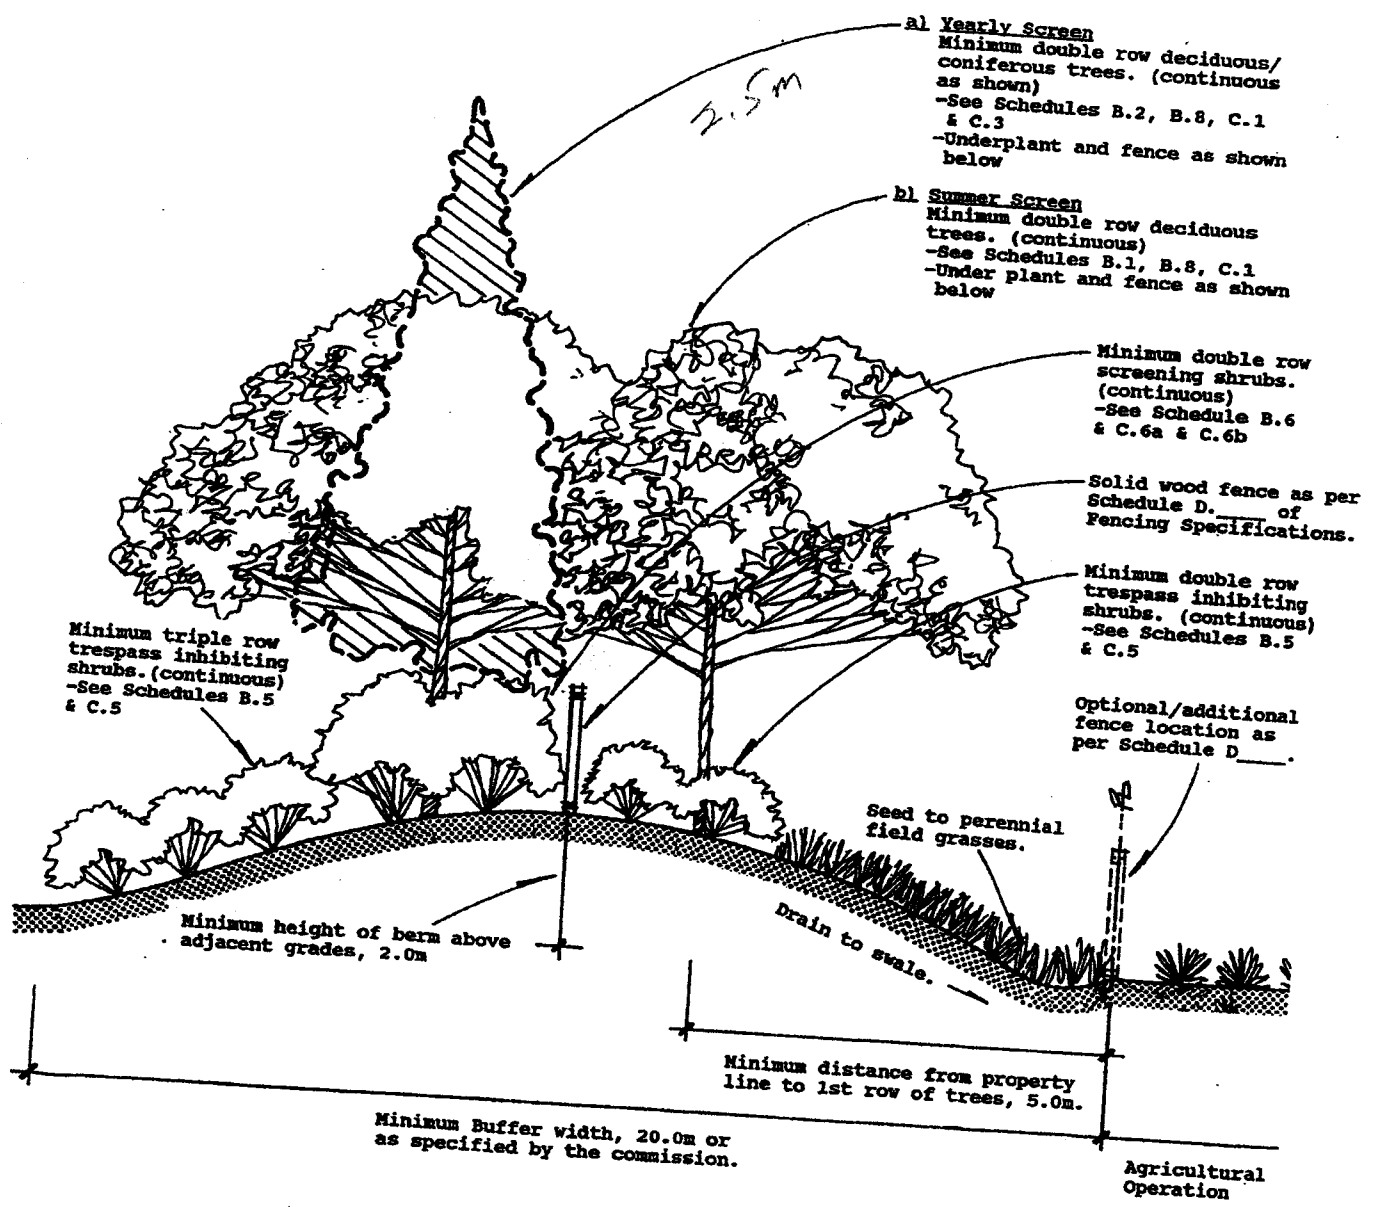 a) Yearly Screen
Minimum double row deciduous/
coniferous trees. (continuous
as shown)
-See Schedules B.2, B.8, C.1
& C.3
-Underplant and fence as shown
below
2.5m
b) Summer Screen
Minimum double row deciduous
trees. (continuous)
-See Schedules B.1, B.8, C.1
-Under plant and fence as shown
below
Minimum double row
screening shrubs.
(continuous)
-See Schedule B.6
& C.6a & C.6b
Solid wood fence as per
Schedule D.____ of
Fencing Specifications.
Minimum double row
trespass inhibiting
shrubs. (continuous)
-See Schedules B.5
& C.5
Minimum triple row
trespass inhibiting
shrubs.(continuous)
-See Schedules B.5
& C.5
Optional/additional
fence location as
per Schedule D____.
Seed to perennial
field grasses.
Minimum height of berm above
adjacent grades, 2.0m
Drain to swale.
Minimum distance from property
line to 1st row of trees, 5.0m.
Minimum Buffer width, 20.0m or
as specified by the commission.
Agricultural
Operation